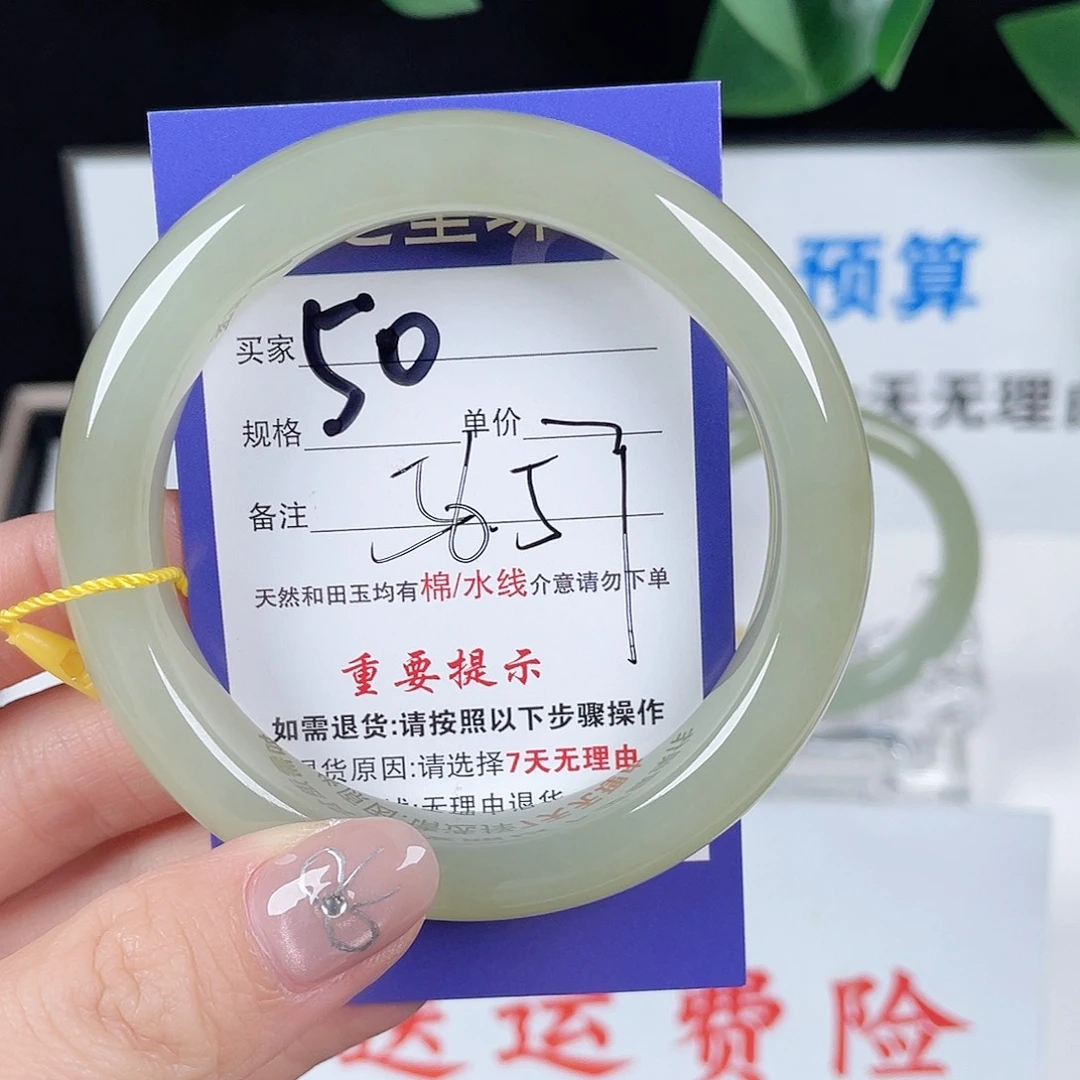 预算
天无理由
买家 50
规格 单价
备注
天然和田玉均有棉/水线介意请勿下单
重要提示
如需退货:请按照以下步骤操作
退货原因:请选择7天无理由
无理由退货
送运费险